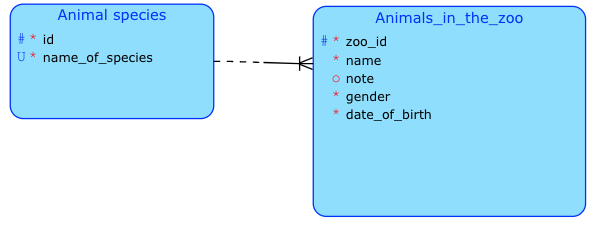 Animal species
# * id
U * name_of_species
Animals_in_the_zoo
# * zoo_id
* name
o note
* gender
* date_of_birth